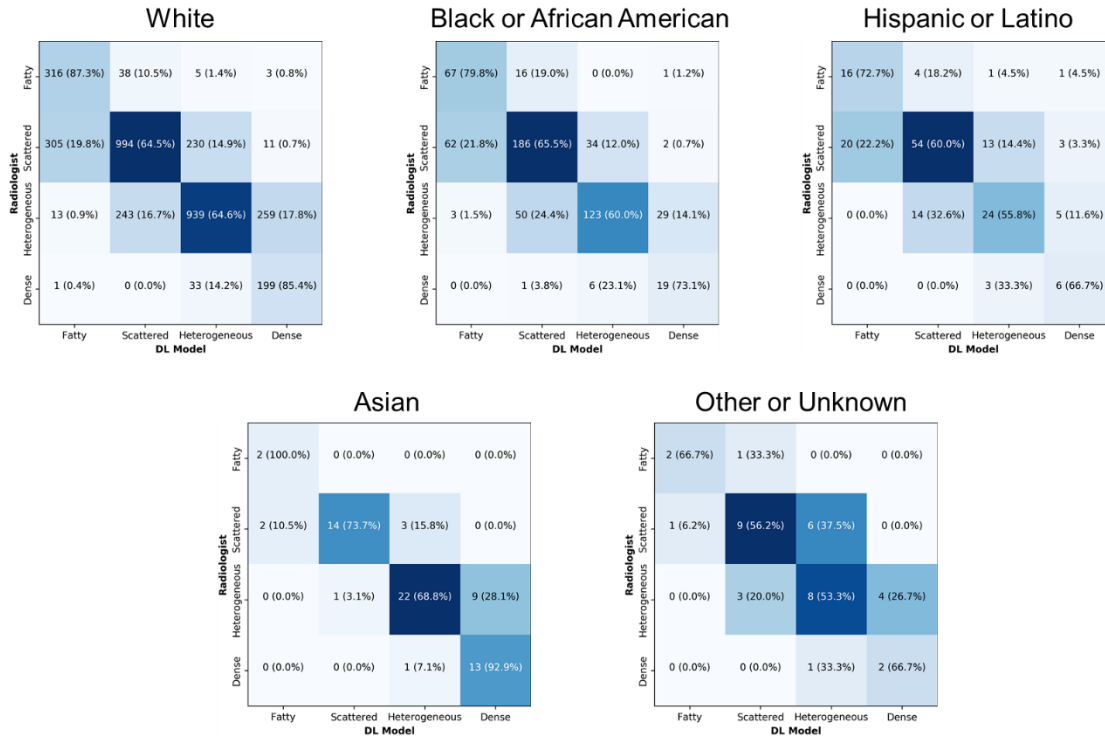 White
Black or African American
Hispanic or Latino
Radiologist
Fatty
316 (87.3%) 38 (10.5%) 5 (1.4%) 3 (0.8%)
Scattered
305 (19.8%) 994 (64.5%) 230 (14.9%) 11 (0.7%)
Heterogeneous
13 (0.9%) 243 (16.7%) 939 (64.6%) 259 (17.8%)
Dense
1 (0.4%) 0 (0.0%) 33 (14.2%) 199 (85.4%)
Fatty Scattered Heterogeneous Dense
DL Model
Radiologist
Fatty
67 (79.8%) 16 (19.0%) 0 (0.0%) 1 (1.2%)
Scattered
62 (21.8%) 186 (65.5%) 34 (12.0%) 2 (0.7%)
Heterogeneous
3 (1.5%) 50 (24.4%) 123 (60.0%) 29 (14.1%)
Dense
0 (0.0%) 1 (3.8%) 6 (23.1%) 19 (73.1%)
Fatty Scattered Heterogeneous Dense
DL Model
Radiologist
Fatty
16 (72.7%) 4 (18.2%) 1 (4.5%) 1 (4.5%)
Scattered
20 (22.2%) 54 (60.0%) 13 (14.4%) 3 (3.3%)
Heterogeneous
0 (0.0%) 14 (32.6%) 24 (55.8%) 5 (11.6%)
Dense
0 (0.0%) 0 (0.0%) 3 (33.3%) 6 (66.7%)
Fatty Scattered Heterogeneous Dense
DL Model
Asian
Other or Unknown
Radiologist
Fatty
2 (100.0%) 0 (0.0%) 0 (0.0%) 0 (0.0%)
Scattered
2 (10.5%) 14 (73.7%) 3 (15.8%) 0 (0.0%)
Heterogeneous
0 (0.0%) 1 (3.1%) 22 (68.8%) 9 (28.1%)
Dense
0 (0.0%) 0 (0.0%) 1 (7.1%) 13 (92.9%)
Fatty Scattered Heterogeneous Dense
DL Model
Radiologist
Fatty
2 (66.7%) 1 (33.3%) 0 (0.0%) 0 (0.0%)
Scattered
1 (6.2%) 9 (56.2%) 6 (37.5%) 0 (0.0%)
Heterogeneous
0 (0.0%) 3 (20.0%) 8 (53.3%) 4 (26.7%)
Dense
0 (0.0%) 0 (0.0%) 1 (33.3%) 2 (66.7%)
Fatty Scattered Heterogeneous Dense
DL Model